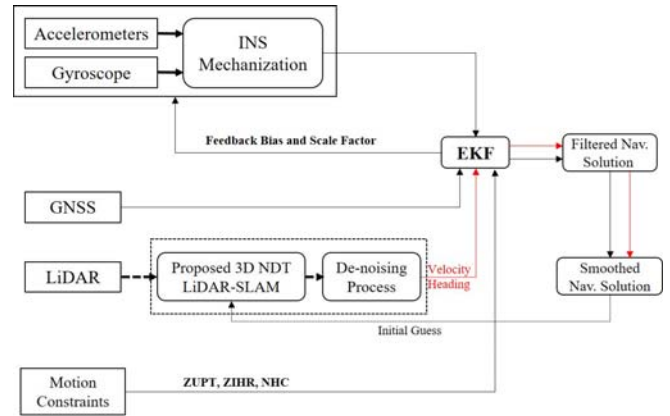 Accelerometers
Gyroscope
INS
Mechanization
Feedback Bias and Scale Factor
EKF
Filtered Nav.
Solution
GNSS
LiDAR
Proposed 3D NDT
LiDAR-SLAM
De-noising
Process
Velocity
Heading
Smoothed
Nav. Solution
Initial Guess
Motion
Constraints
ZUPT, ZIHR, NHC